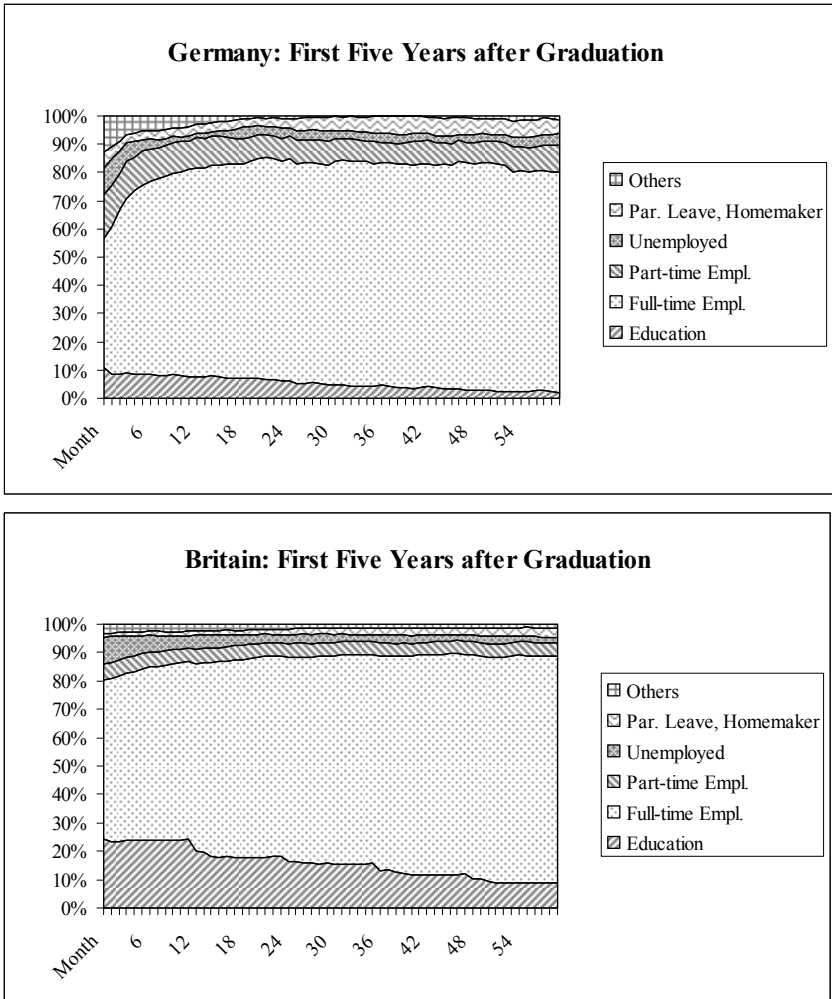 Germany: First Five Years after Graduation
100%
90%
80%
70%
60%
50%
40%
30%
20%
10%
0%
Month
6
12
18
24
30
36
42
48
54
Others
Par. Leave, Homemaker
Unemployed
Part-time Empl.
Full-time Empl.
Education
Britain: First Five Years after Graduation
100%
90%
80%
70%
60%
50%
40%
30%
20%
10%
0%
Month
6
12
18
24
30
36
42
48
54
Others
Par. Leave, Homemaker
Unemployed
Part-time Empl.
Full-time Empl.
Education